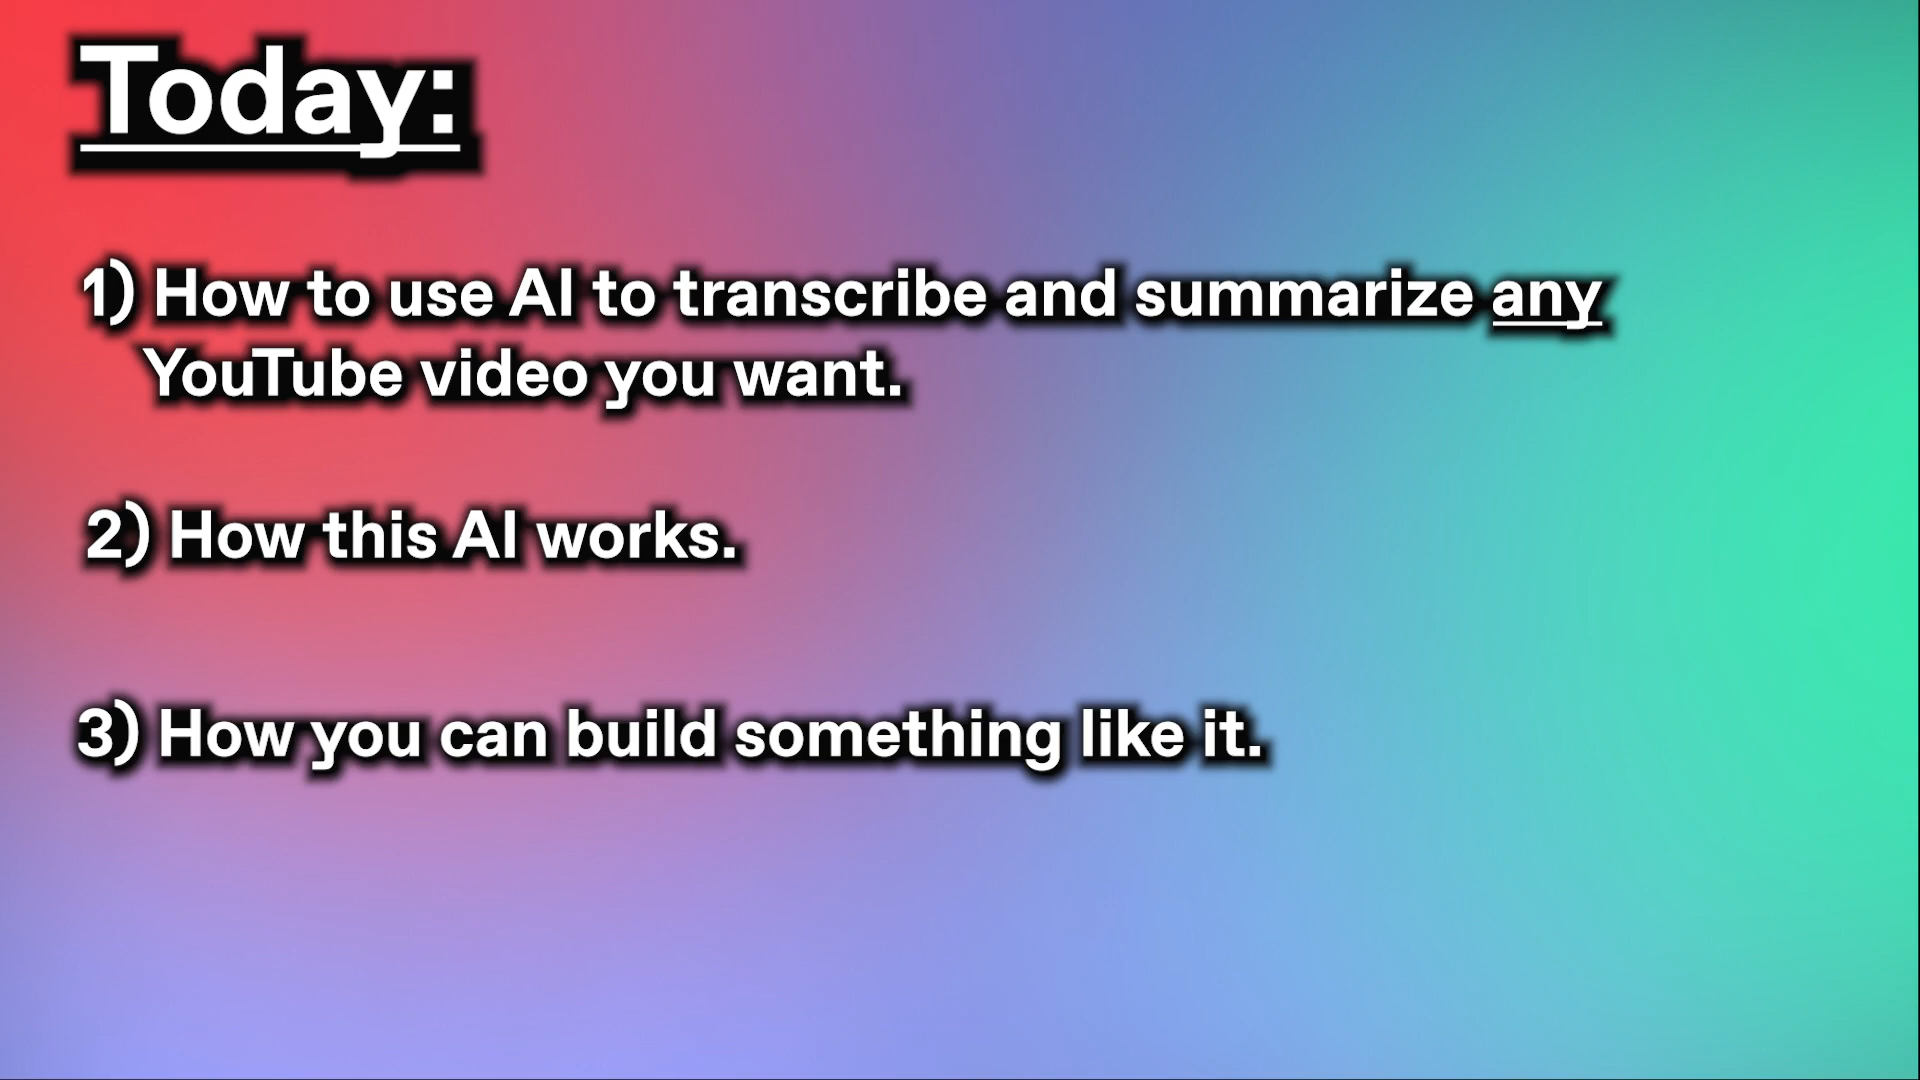 Today:
1) How to use AI to transcribe and summarize any
YouTube video you want.
2) How this AI works.
3) How you can build something like it.